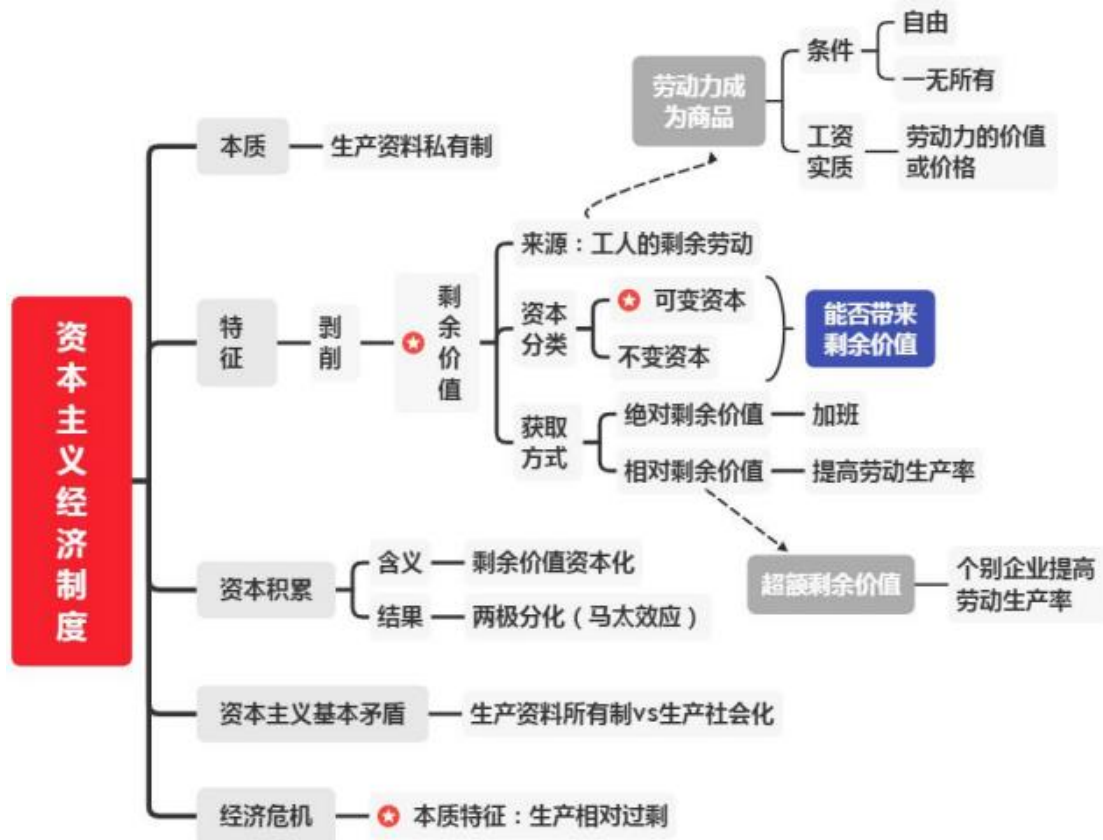 资本主义经济制度
本质
生产资料私有制
特征
剥削
剩余价值
来源：工人的剩余劳动
劳动力成
为商品
条件
自由
一无所有
工资
实质
劳动力的价值
或价格
资本
分类
可变资本
不变资本
能否带来
剩余价值
获取
方式
绝对剩余价值
加班
相对剩余价值
提高劳动生产率
超额剩余价值
个别企业提高
劳动生产率
资本积累
含义
剩余价值资本化
结果
两极分化（马太效应）
资本主义基本矛盾
生产资料所有制vs生产社会化
经济危机
本质特征：生产相对过剩